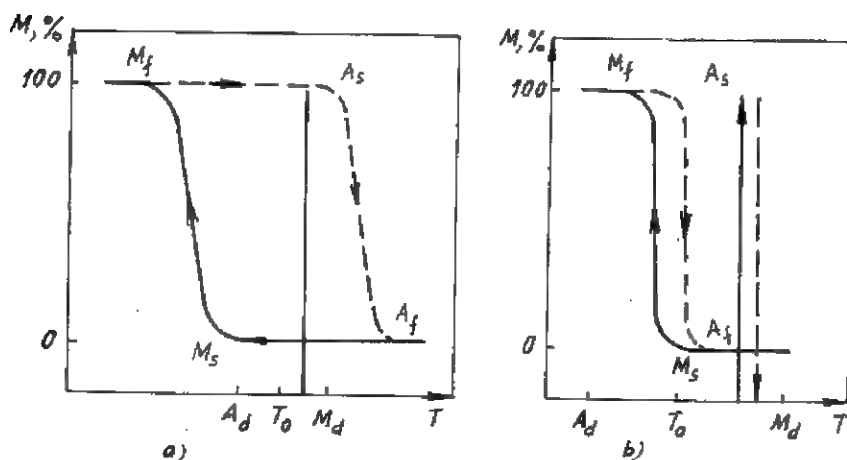 M, %
100
M_f
A_s
0
M_s
A_f
A_d T_0 M_d T
a)
M, %
100
M_f
A_s
0
M_s
A_f
A_d T_0 M_d T
b)